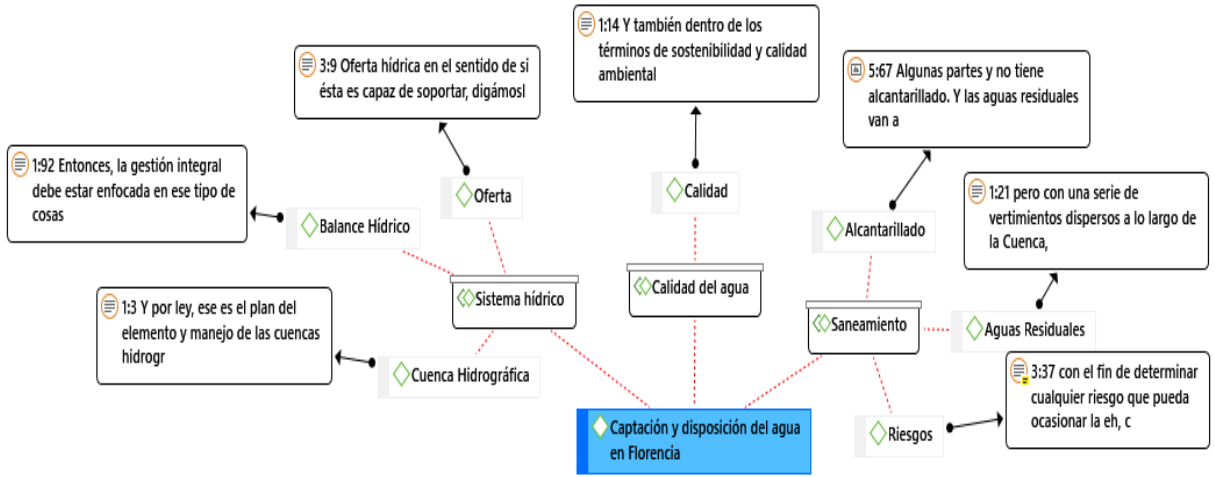 1:14 Y también dentro de los
términos de sostenibilidad y calidad
ambiental
3:9 Oferta hídrica en el sentido de si
ésta es capaz de soportar, digámosl
5:67 Algunas partes y no tiene
alcantarillado. Y las aguas residuales
van a
1:92 Entonces, la gestión integral
debe estar enfocada en ese tipo de
cosas
Oferta
Calidad
1:21 pero con una serie de
vertimientos dispersos a lo largo de
la Cuenca,
Balance Hídrico
Alcantarillado
Sistema hídrico
Calidad del agua
1:3 Y por ley, ese es el plan del
elemento y manejo de las cuencas
hidrogr
Saneamiento
Aguas Residuales
Cuenca Hidrográfica
3:37 con el fin de determinar
cualquier riesgo que pueda
ocasionar la eh, c
Captación y disposición del agua
en Florencia
Riesgos